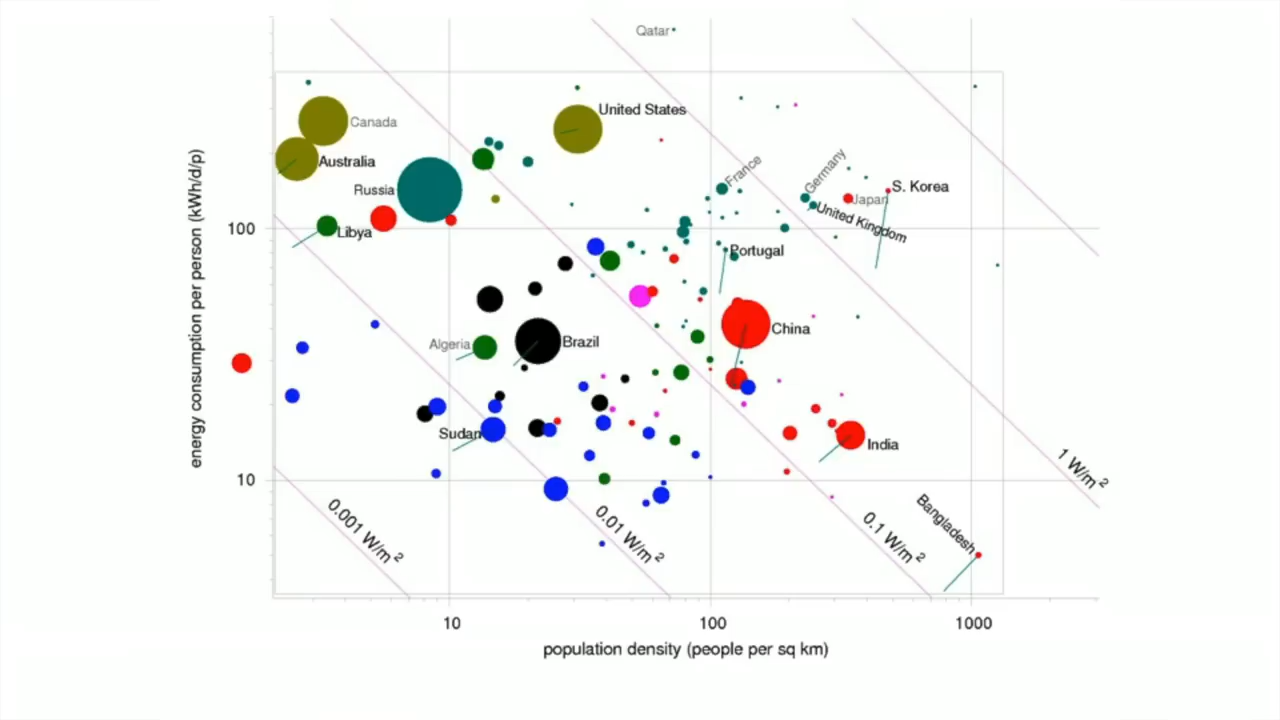 Qatar
United States
Canada
Australia
Russia
France
Germany
S. Korea
Japan
United Kingdom
Libya
100
Portugal
China
Brazil
Algeria
Sudan
India
10
1 W/m²
0.001 W/m²
0.01 W/m²
0.1 W/m²
Bangladesh
energy consumption per person (kWh/d/p)
10
100
1000
population density (people per sq km)